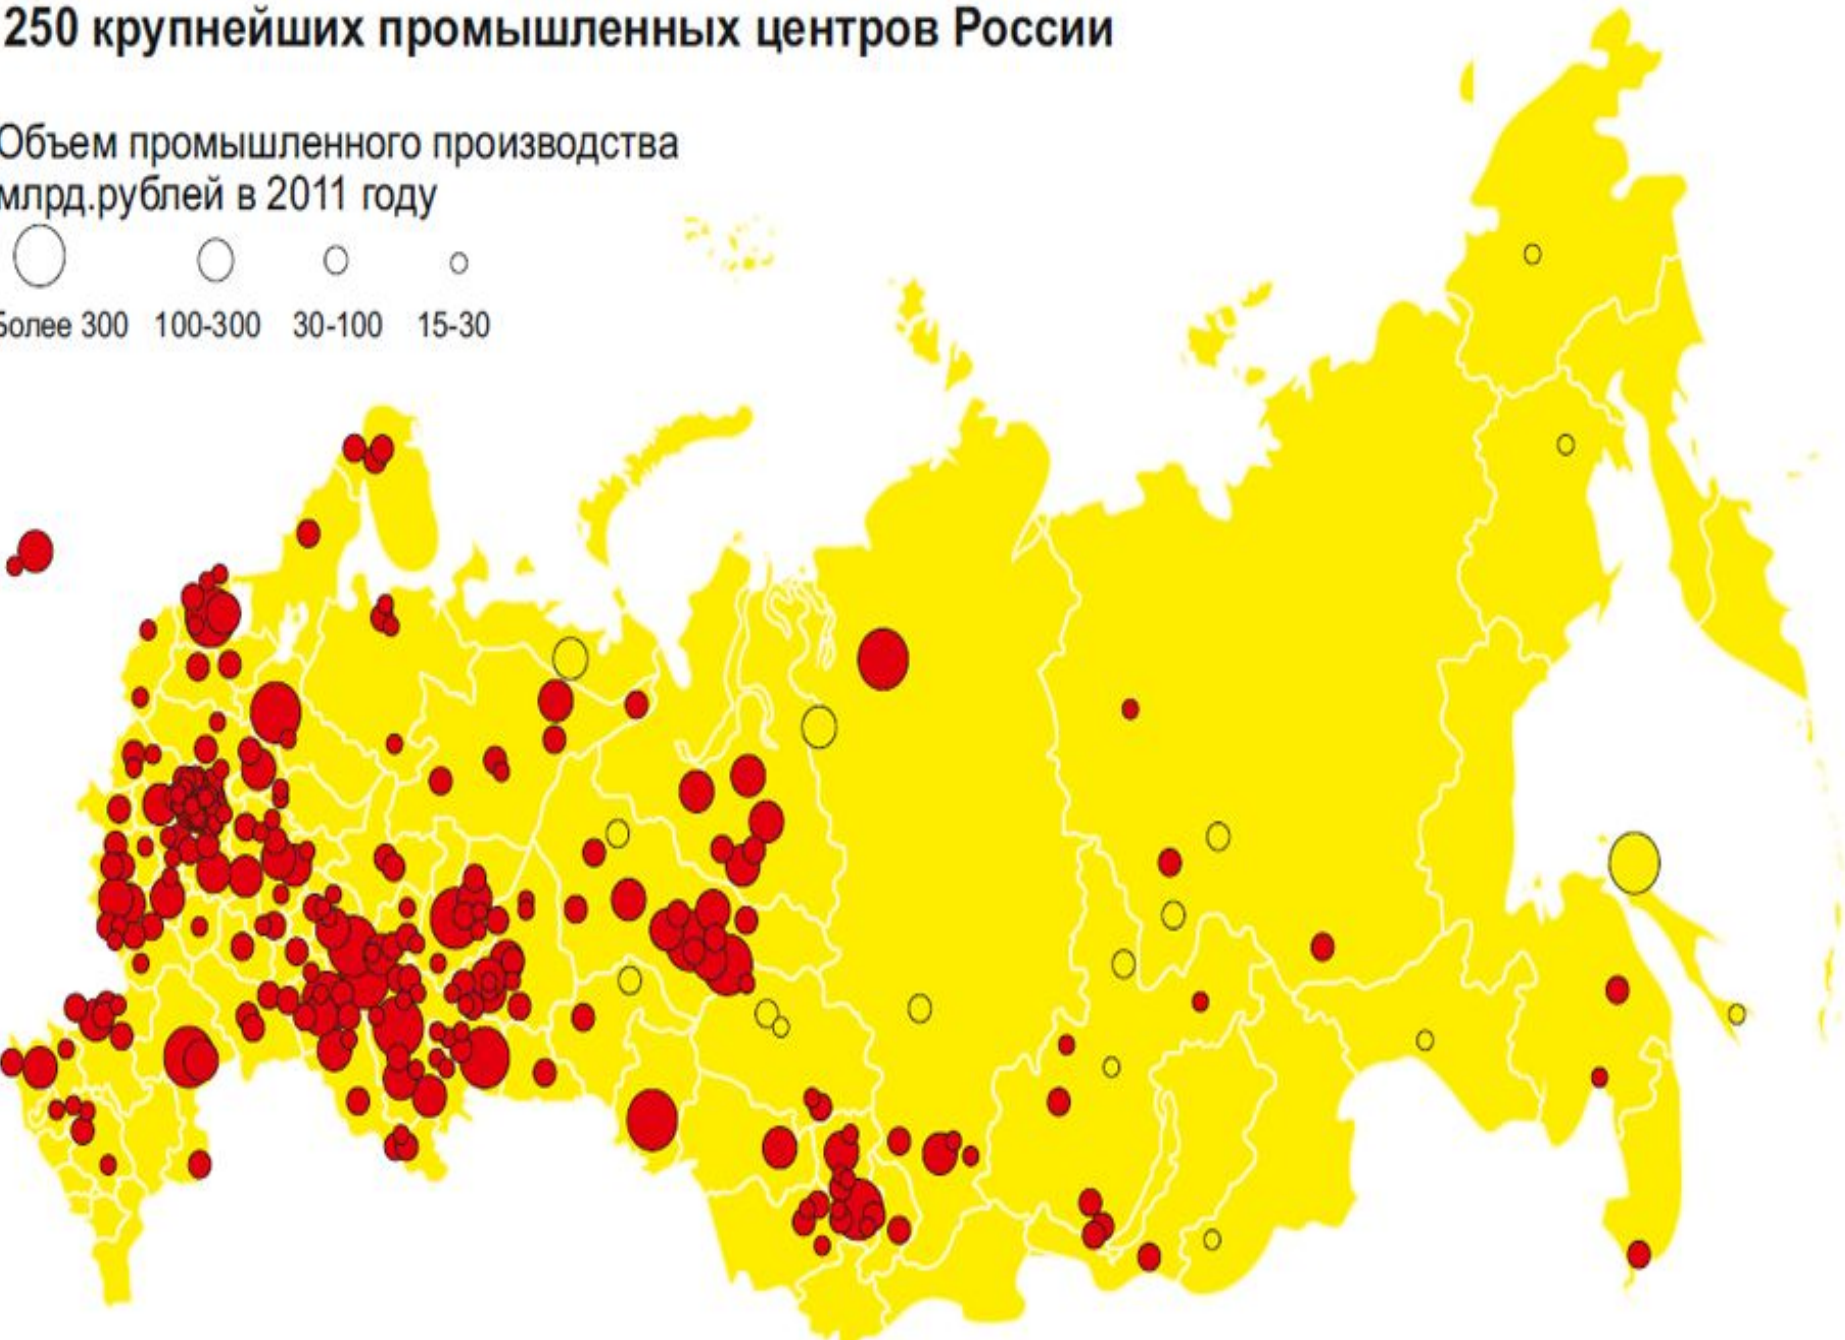 250 крупнейших промышленных центров России
Объем промышленного производства
млрд.рублей в 2011 году
Более 300 100-300 30-100 15-30